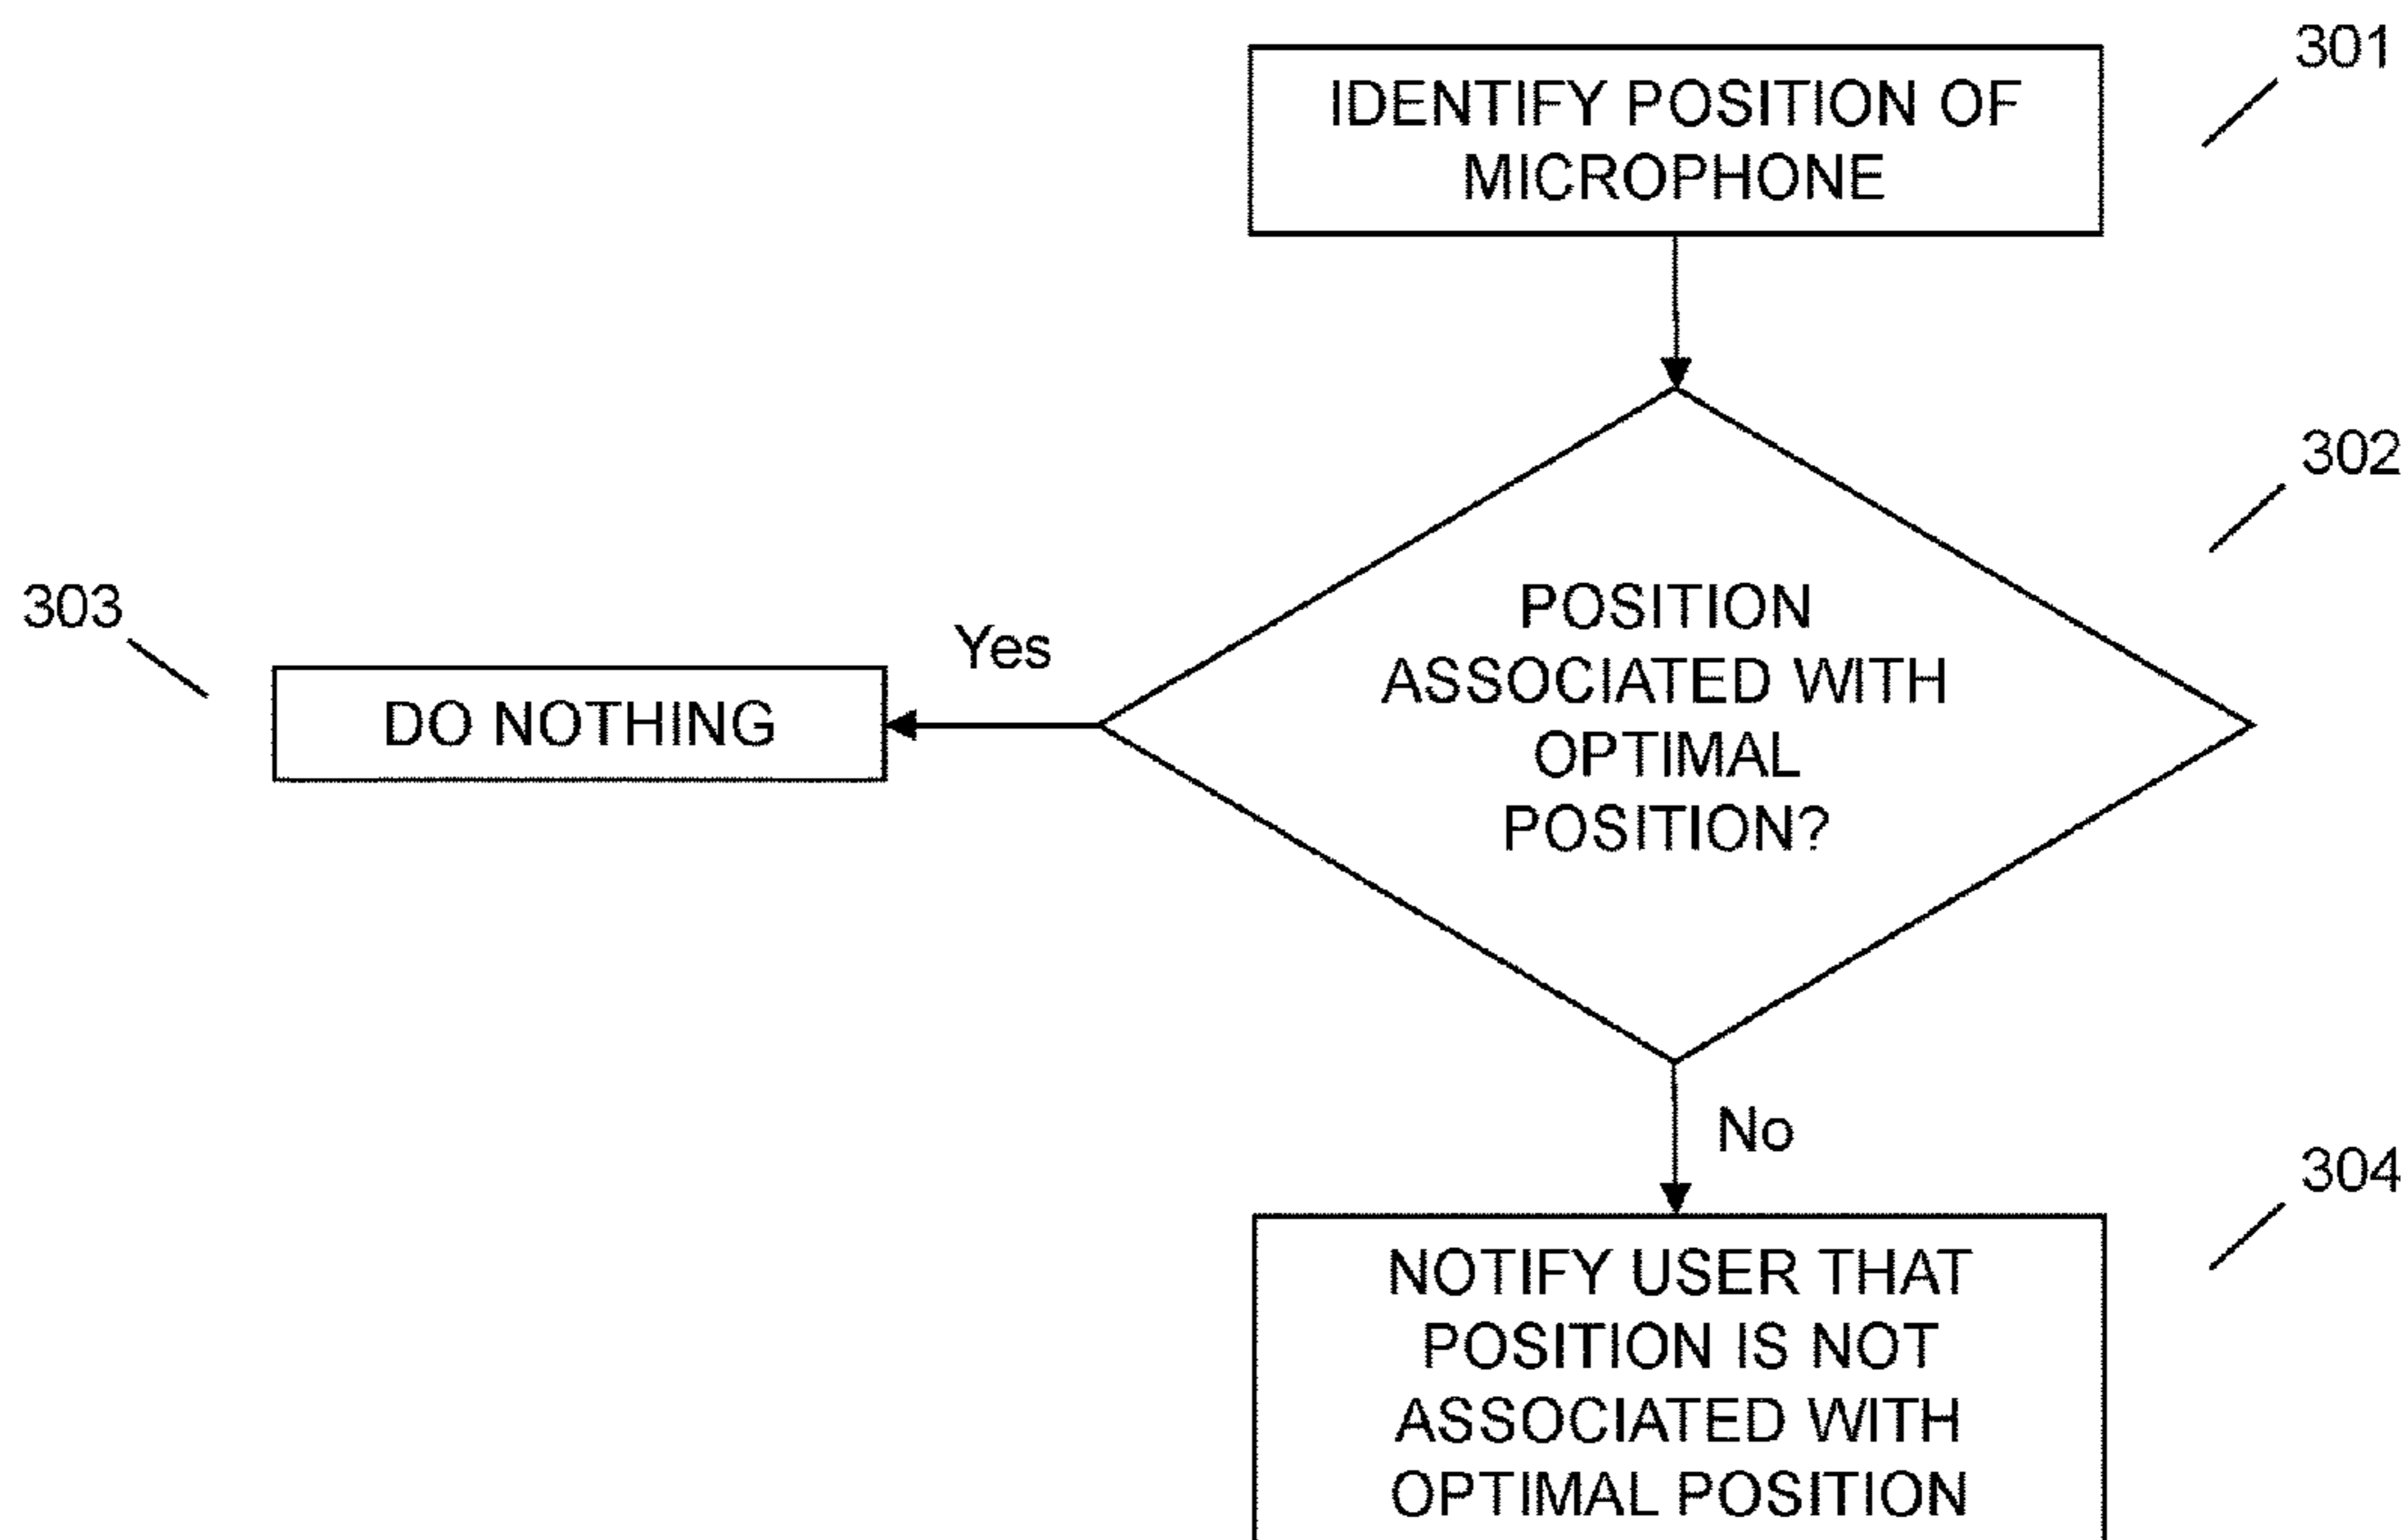 301
IDENTIFY POSITION OF
MICROPHONE
302
POSITION
ASSOCIATED WITH
OPTIMAL
POSITION?
Yes
303
DO NOTHING
No
304
NOTIFY USER THAT
POSITION IS NOT
ASSOCIATED WITH
OPTIMAL POSITION